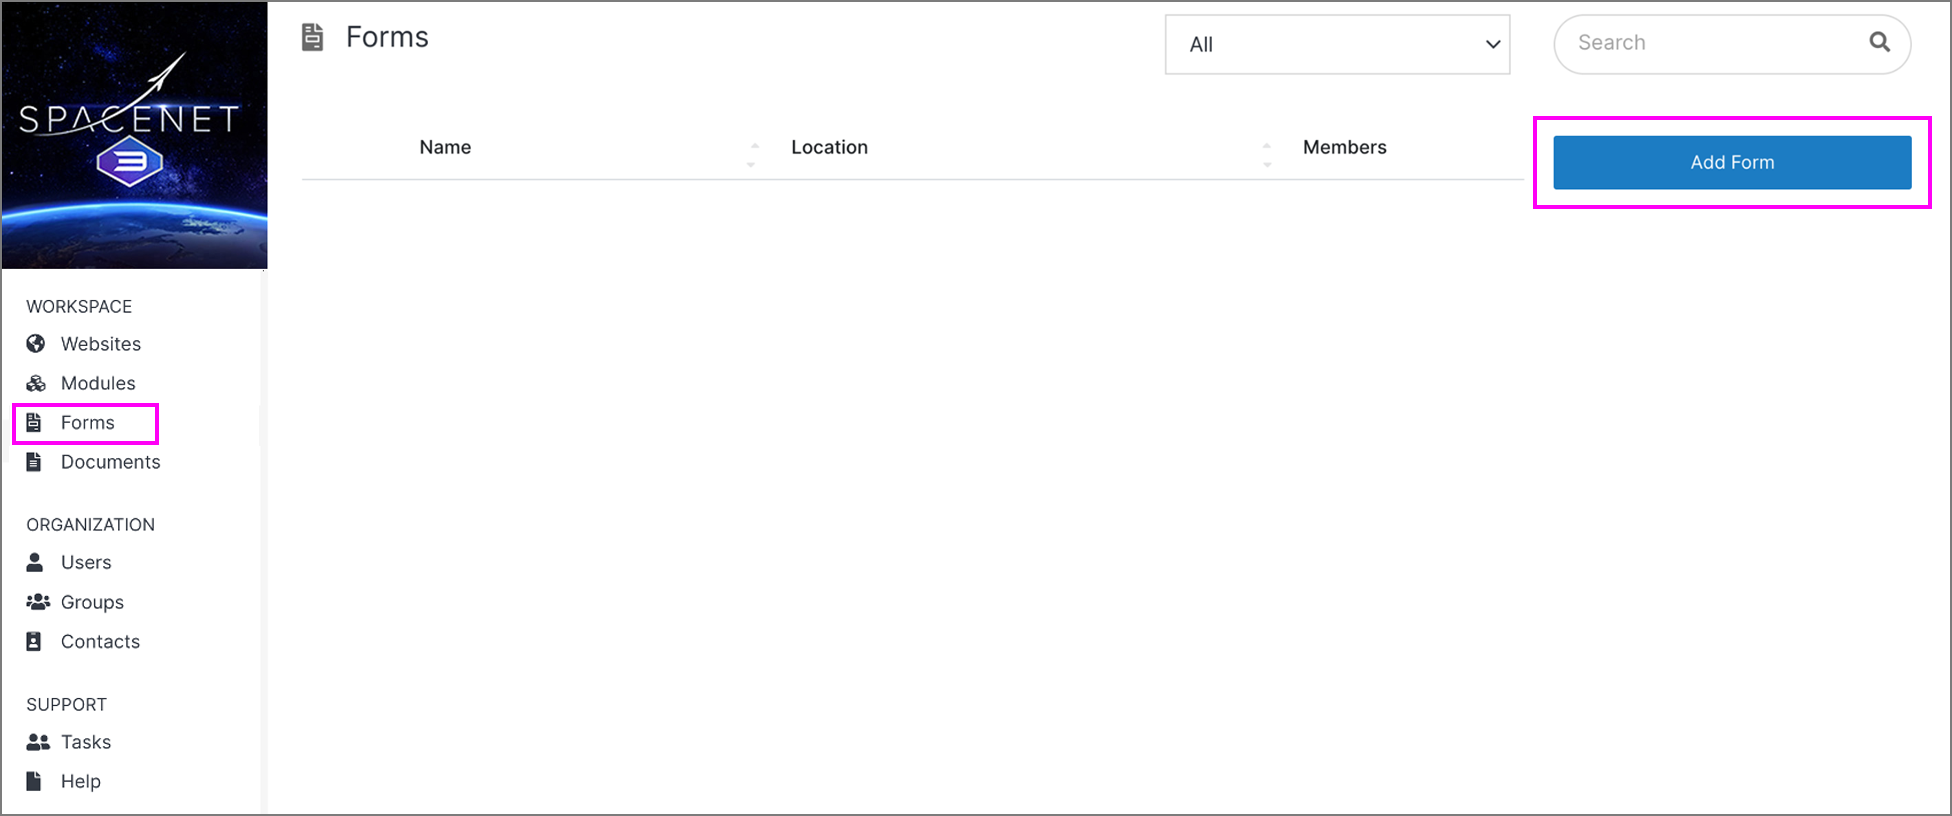 SPACENET
WORKSPACE
Websites
Modules
Forms
Documents
ORGANIZATION
Users
Groups
Contacts
SUPPORT
Tasks
Help
Forms
All
Search
Name
Location
Members
Add Form